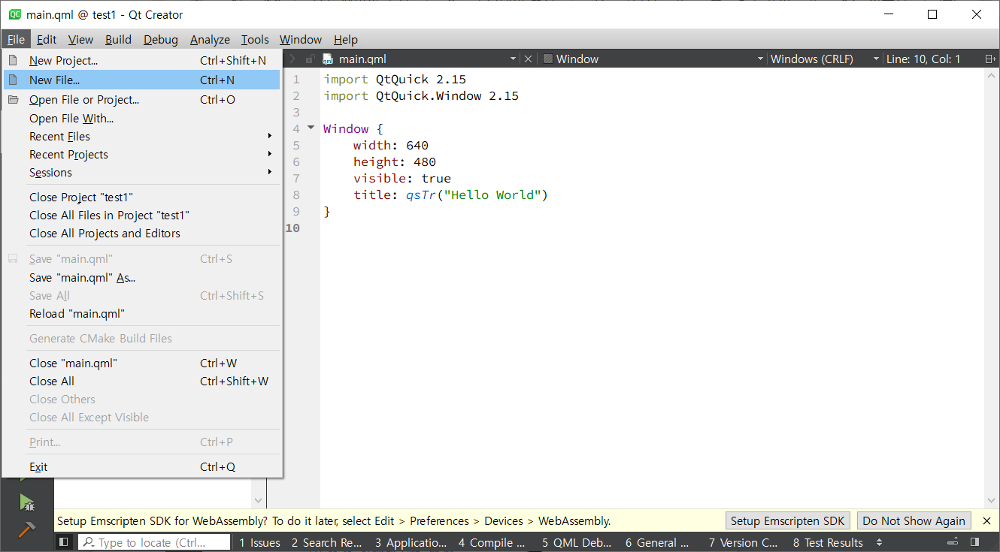 QC main.qml @ test1 - Qt Creator
File Edit View Build Debug Analyze Tools Window Help
New Project... Ctrl+Shift+N
New File... Ctrl+N
Open File or Project... Ctrl+O
Open File With...
Recent Files
Recent Projects
Sessions
Close Project "test1"
Close All Files in Project "test1"
Close All Projects and Editors
Save "main.qml" Ctrl+S
Save "main.qml" As...
Save All Ctrl+Shift+S
Reload "main.qml"
Generate CMake Build Files
Close "main.qml" Ctrl+W
Close All Ctrl+Shift+W
Close Others
Close All Except Visible
Print... Ctrl+P
Exit Ctrl+Q
qml main.qml Window Windows (CRLF) Line: 10, Col: 1
1 import QtQuick 2.15
2 import QtQuick.Window 2.15
3
4 Window {
5 width: 640
6 height: 480
7 visible: true
8 title: qsTr("Hello World")
9 }
10
Setup Emscripten SDK for WebAssembly? To do it later, select Edit > Preferences > Devices > WebAssembly. Setup Emscripten SDK Do Not Show Again
Type to locate (Ctrl... 1 Issues 2 Search Re... 3 Applicatio... 4 Compile ... 5 QML Deb... 6 General ... 7 Version C... 8 Test Results